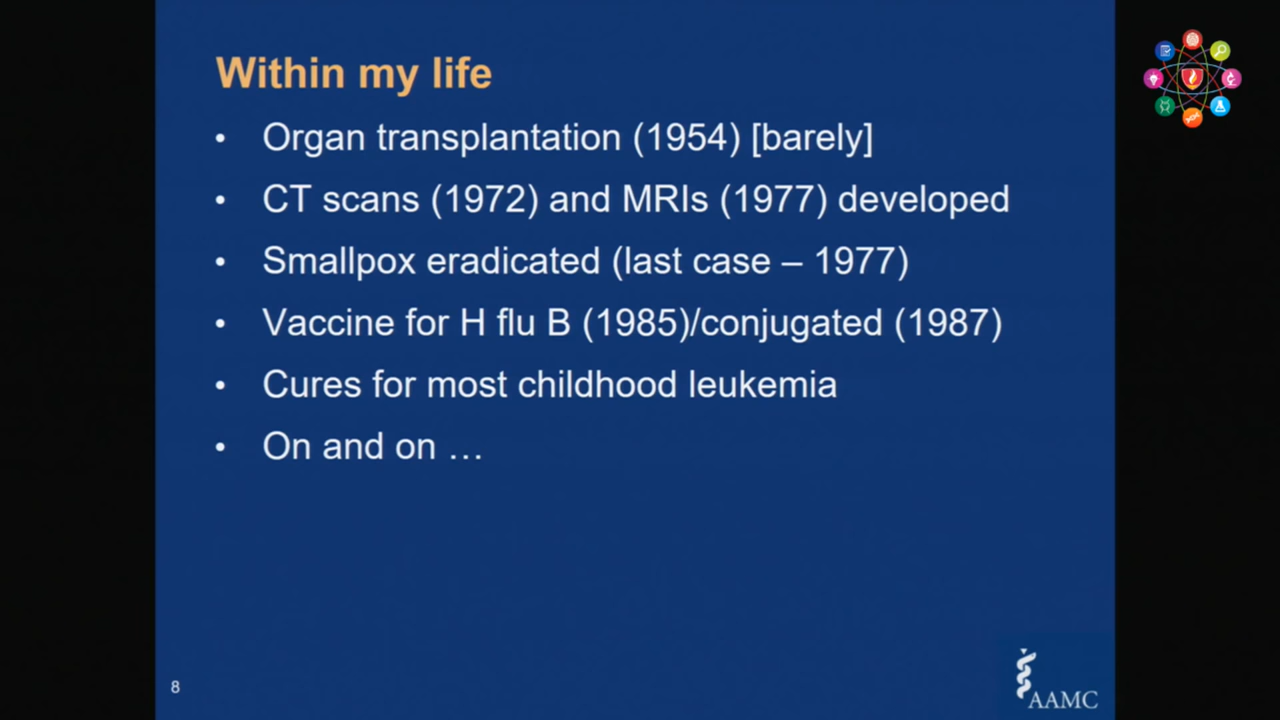 Within my life
• Organ transplantation (1954) [barely]
• CT scans (1972) and MRIs (1977) developed
• Smallpox eradicated (last case – 1977)
• Vaccine for H flu B (1985)/conjugated (1987)
• Cures for most childhood leukemia
• On and on …
8
AAMC